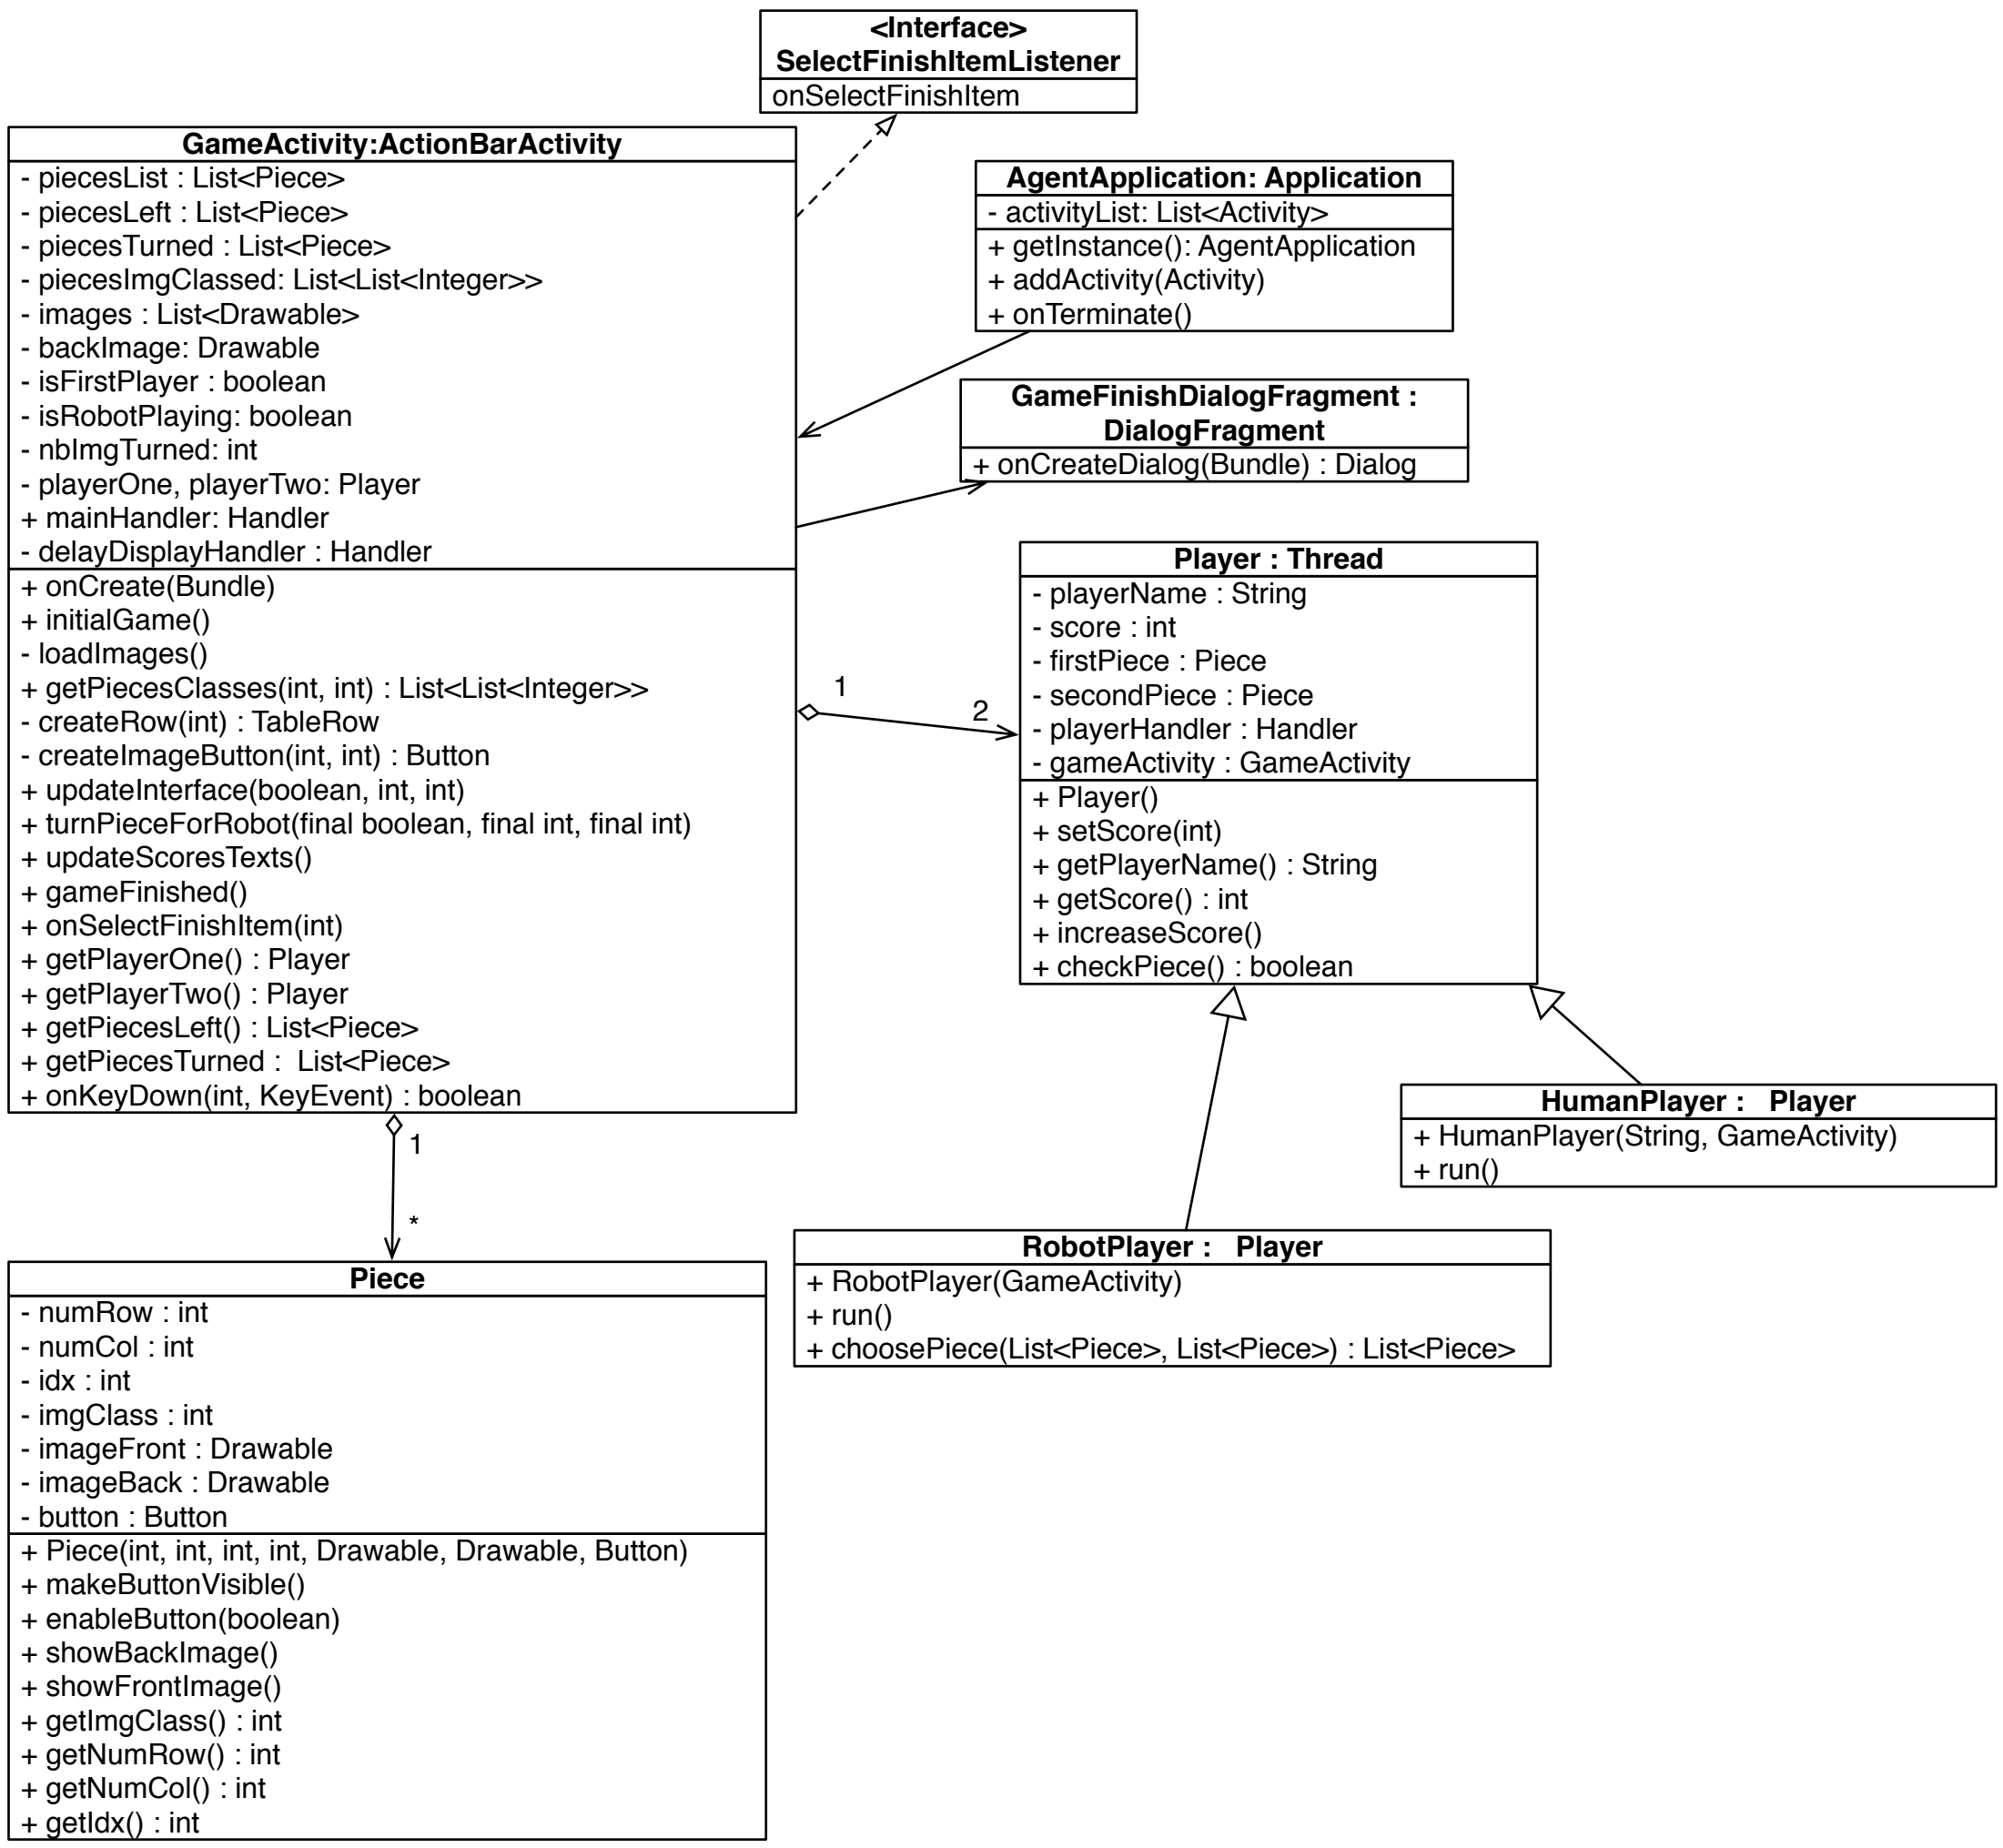 <Interface>
SelectFinishItemListener
onSelectFinishItem
GameActivity:ActionBarActivity
- piecesList : List<Piece>
- piecesLeft : List<Piece>
- piecesTurned : List<Piece>
- piecesImgClassed: List<List<Integer>>
- images : List<Drawable>
- backImage: Drawable
- isFirstPlayer : boolean
- isRobotPlaying: boolean
- nbImgTurned: int
- playerOne, playerTwo: Player
+ mainHandler: Handler
- delayDisplayHandler : Handler
+ onCreate(Bundle)
+ initialGame()
- loadImages()
+ getPiecesClasses(int, int) : List<List<Integer>>
- createRow(int) : TableRow
- createImageButton(int, int) : Button
+ updateInterface(boolean, int, int)
+ turnPieceForRobot(final boolean, final int, final int)
+ updateScoresTexts()
+ gameFinished()
+ onSelectFinishItem(int)
+ getPlayerOne() : Player
+ getPlayerTwo() : Player
+ getPiecesLeft() : List<Piece>
+ getPiecesTurned :  List<Piece>
+ onKeyDown(int, KeyEvent) : boolean
AgentApplication: Application
- activityList: List<Activity>
+ getInstance(): AgentApplication
+ addActivity(Activity)
+ onTerminate()
GameFinishDialogFragment :
DialogFragment
+ onCreateDialog(Bundle) : Dialog
1
2
Player : Thread
- playerName : String
- score : int
- firstPiece : Piece
- secondPiece : Piece
- playerHandler : Handler
- gameActivity : GameActivity
+ Player()
+ setScore(int)
+ getPlayerName() : String
+ getScore() : int
+ increaseScore()
+ checkPiece() : boolean
HumanPlayer :   Player
+ HumanPlayer(String, GameActivity)
+ run()
RobotPlayer :   Player
+ RobotPlayer(GameActivity)
+ run()
+ choosePiece(List<Piece>, List<Piece>) : List<Piece>
1
*
Piece
- numRow : int
- numCol : int
- idx : int
- imgClass : int
- imageFront : Drawable
- imageBack : Drawable
- button : Button
+ Piece(int, int, int, int, Drawable, Drawable, Button)
+ makeButtonVisible()
+ enableButton(boolean)
+ showBackImage()
+ showFrontImage()
+ getImgClass() : int
+ getNumRow() : int
+ getNumCol() : int
+ getIdx() : int